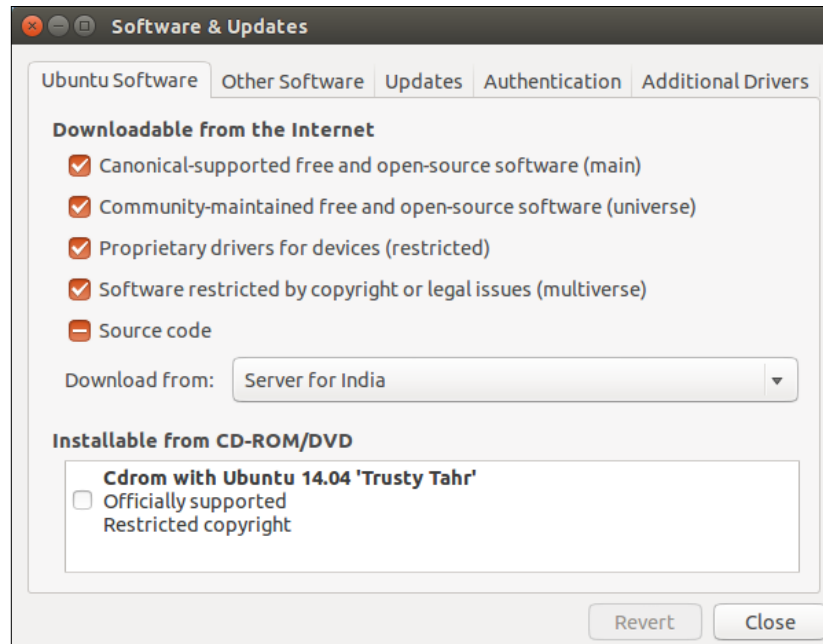 Software & Updates
Ubuntu Software
Other Software
Updates
Authentication
Additional Drivers
Downloadable from the Internet
Canonical-supported free and open-source software (main)
Community-maintained free and open-source software (universe)
Proprietary drivers for devices (restricted)
Software restricted by copyright or legal issues (multiverse)
Source code
Download from:
Server for India
Installable from CD-ROM/DVD
Cdrom with Ubuntu 14.04 'Trusty Tahr'
Officially supported
Restricted copyright
Revert
Close